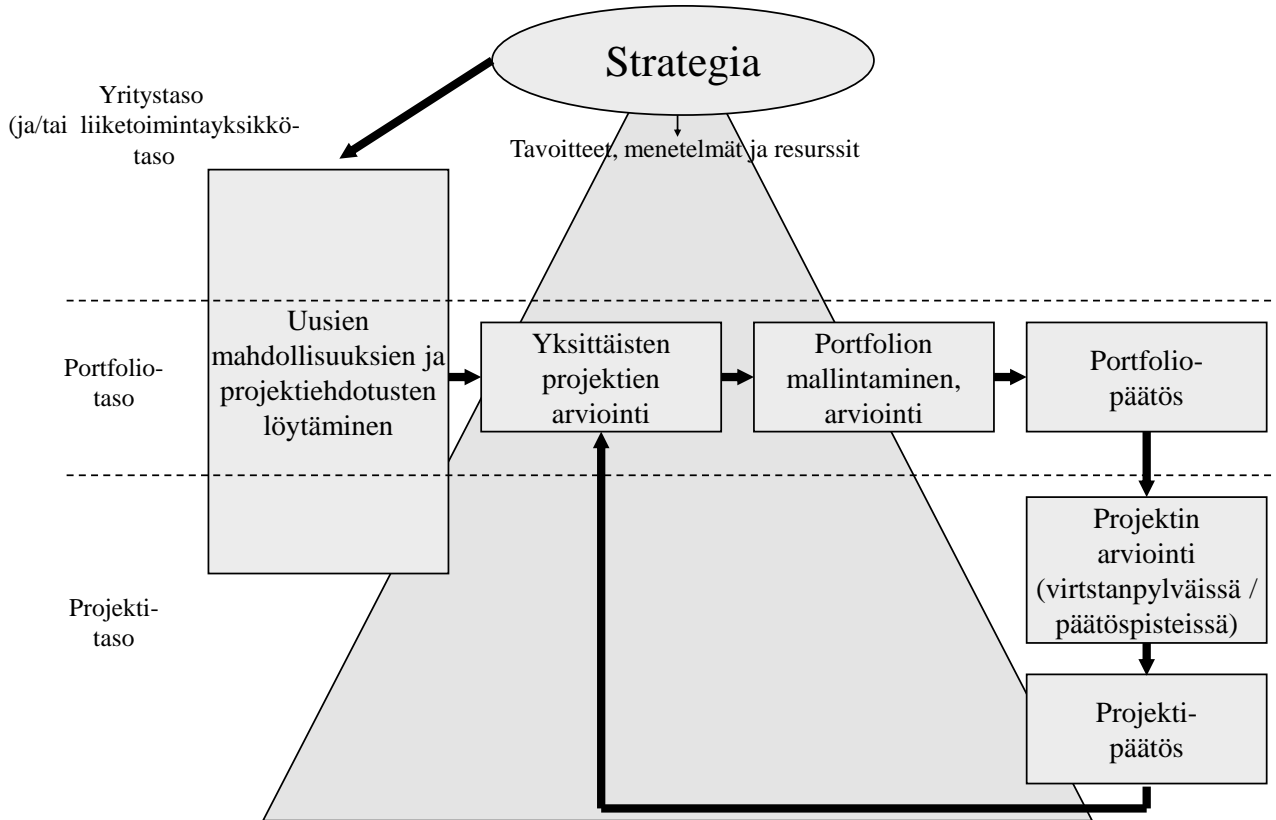 Strategia
Yritystaso
(ja/tai liiketoimintayksikkö-
taso
Tavoitteet, menetelmät ja resurssit
Portfolio-
taso
Uusien
mahdollisuuksien ja
projektiehdotusten
löytäminen
Yksittäisten
projektien
arviointi
Portfolion
mallintaminen,
arviointi
Portfolio-
päätös
Projekti-
taso
Projektin
arviointi
(virtstanpylväissä /
päätöspisteissä)
Projekti-
päätös